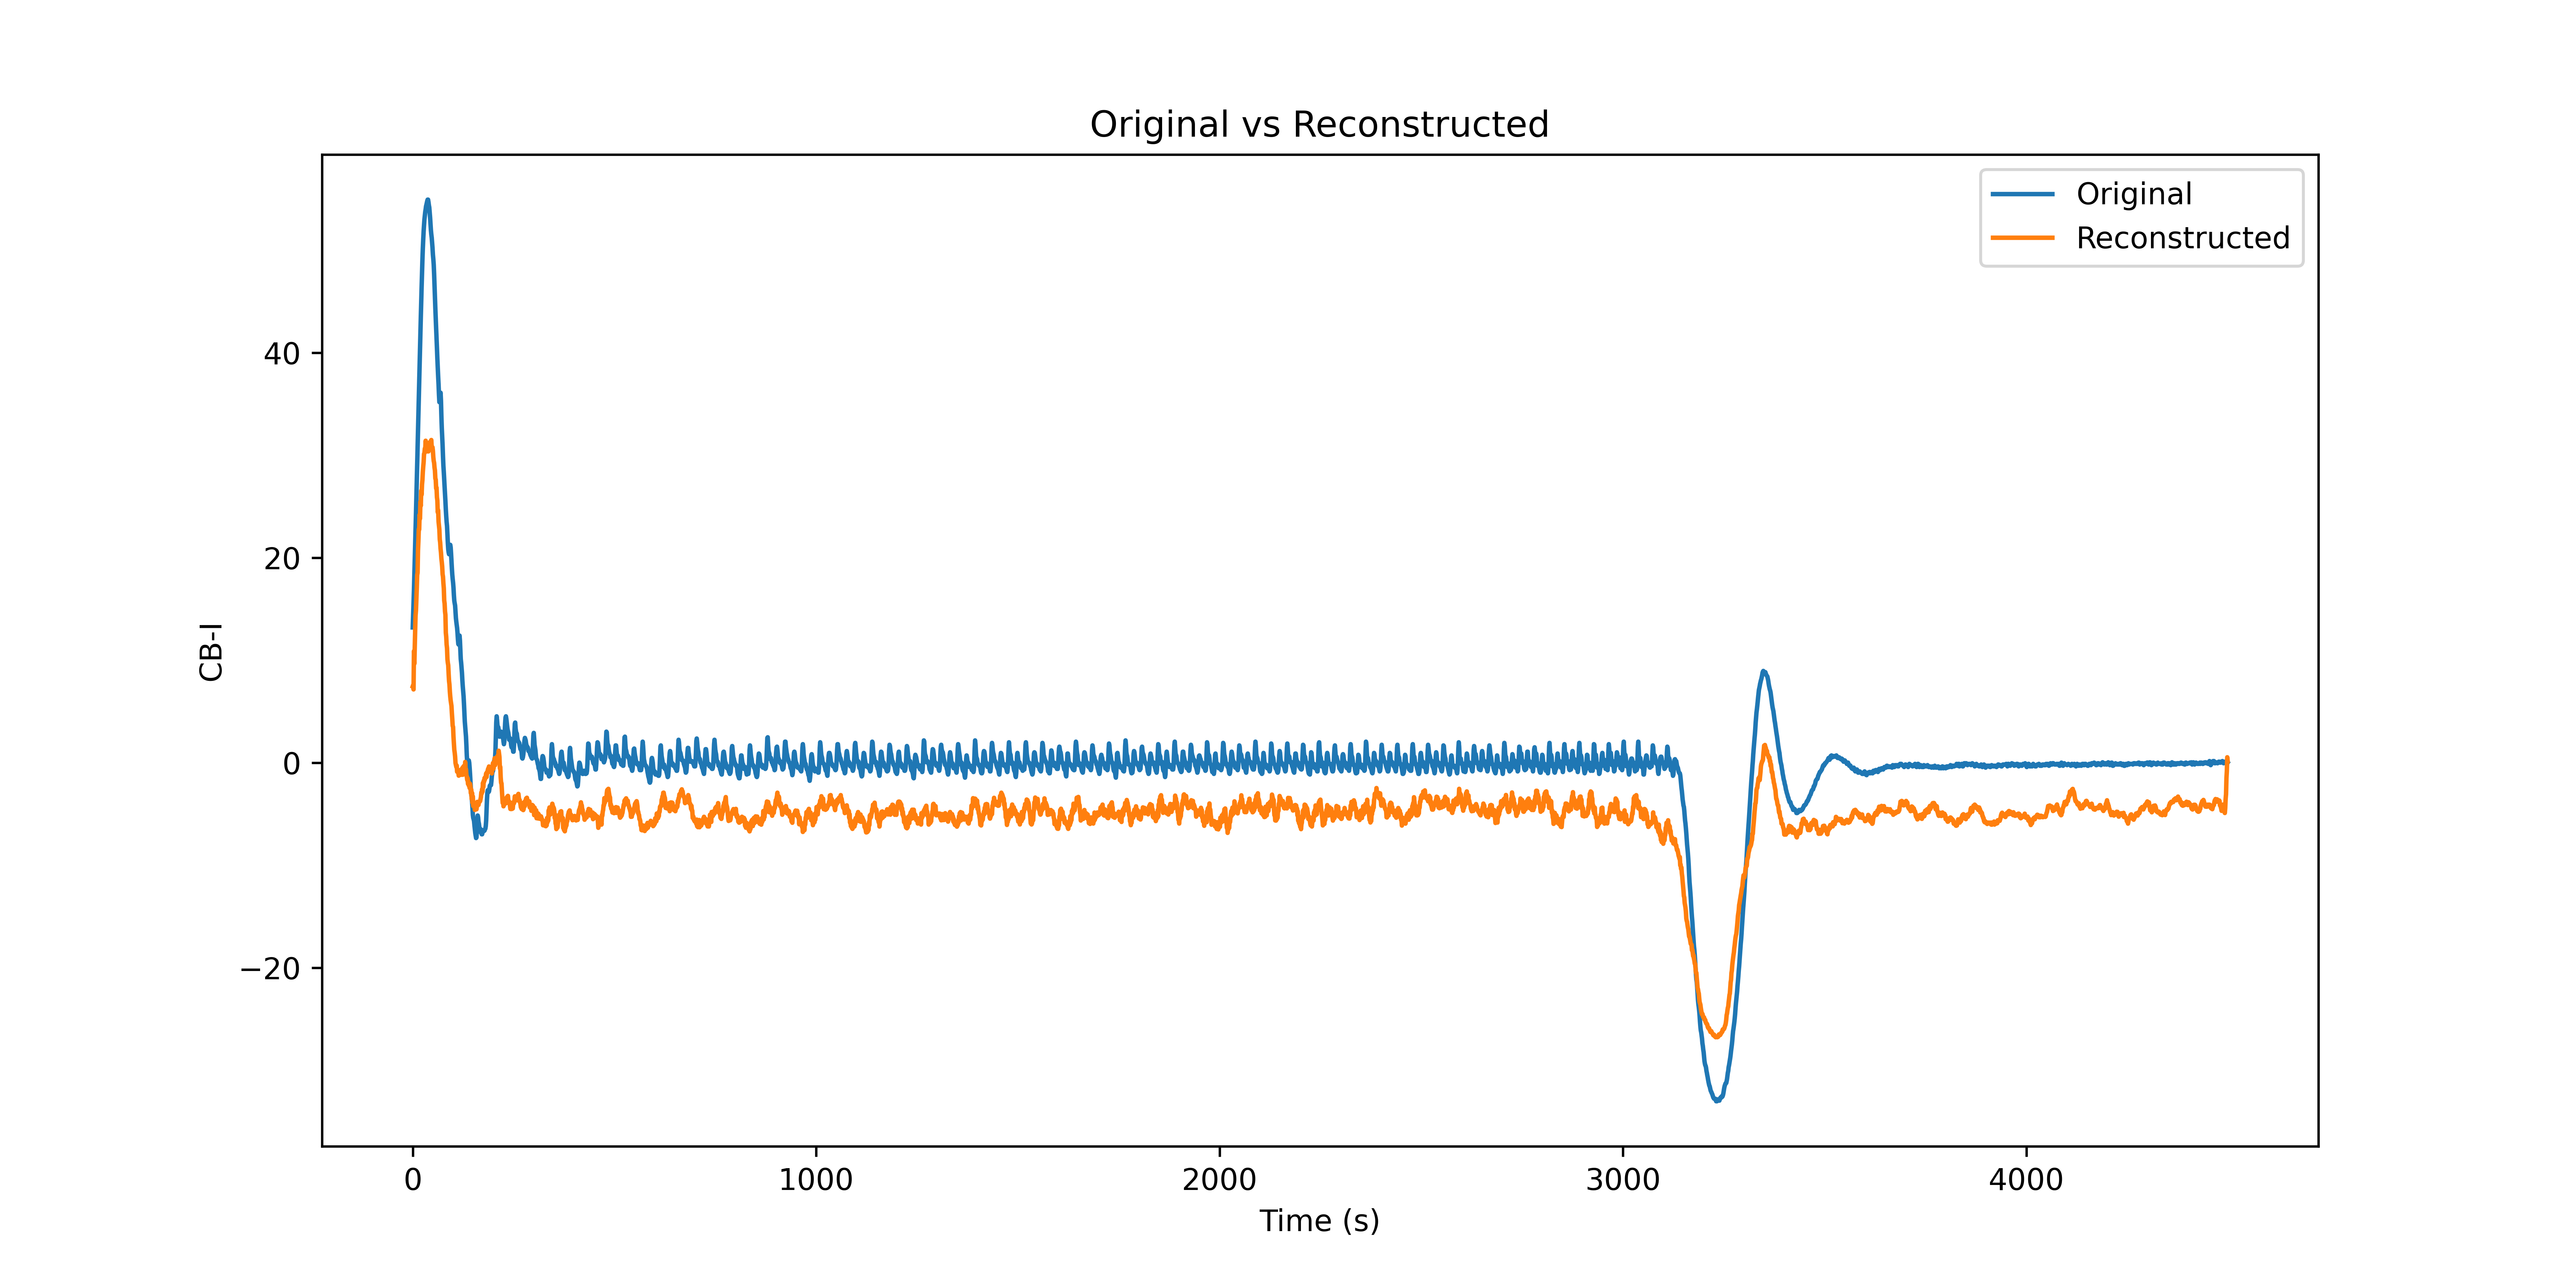 Original vs Reconstructed
Original
Reconstructed
CB-I
40
20
0
−20
0 1000 2000 3000 4000
Time (s)